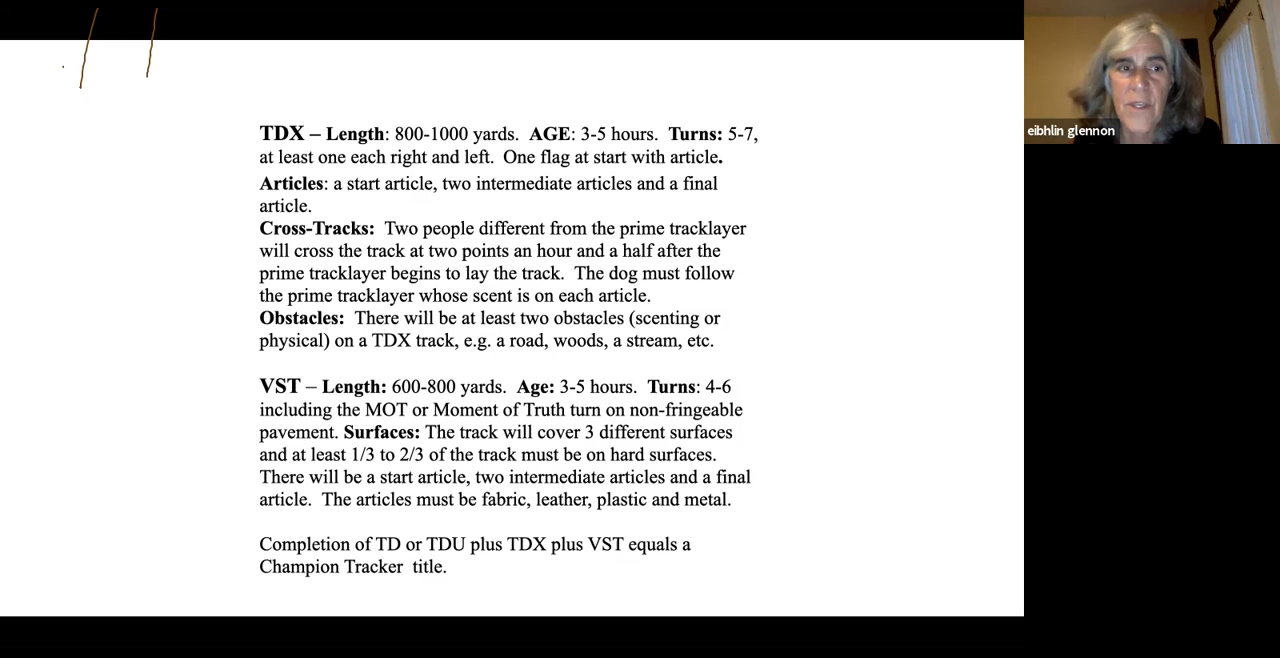 TDX – Length: 800-1000 yards.  AGE: 3-5 hours.  Turns: 5-7,
at least one each right and left.  One flag at start with article.
Articles: a start article, two intermediate articles and a final
article.
Cross-Tracks:  Two people different from the prime tracklayer
will cross the track at two points an hour and a half after the
prime tracklayer begins to lay the track.  The dog must follow
the prime tracklayer whose scent is on each article.
Obstacles:  There will be at least two obstacles (scenting or
physical) on a TDX track, e.g. a road, woods, a stream, etc.
VST – Length: 600-800 yards.  Age: 3-5 hours.  Turns: 4-6
including the MOT or Moment of Truth turn on non-fringeable
pavement. Surfaces: The track will cover 3 different surfaces
and at least 1/3 to 2/3 of the track must be on hard surfaces.
There will be a start article, two intermediate articles and a final
article.  The articles must be fabric, leather, plastic and metal.
Completion of TD or TDU plus TDX plus VST equals a
Champion Tracker  title.
eibhlin glennon